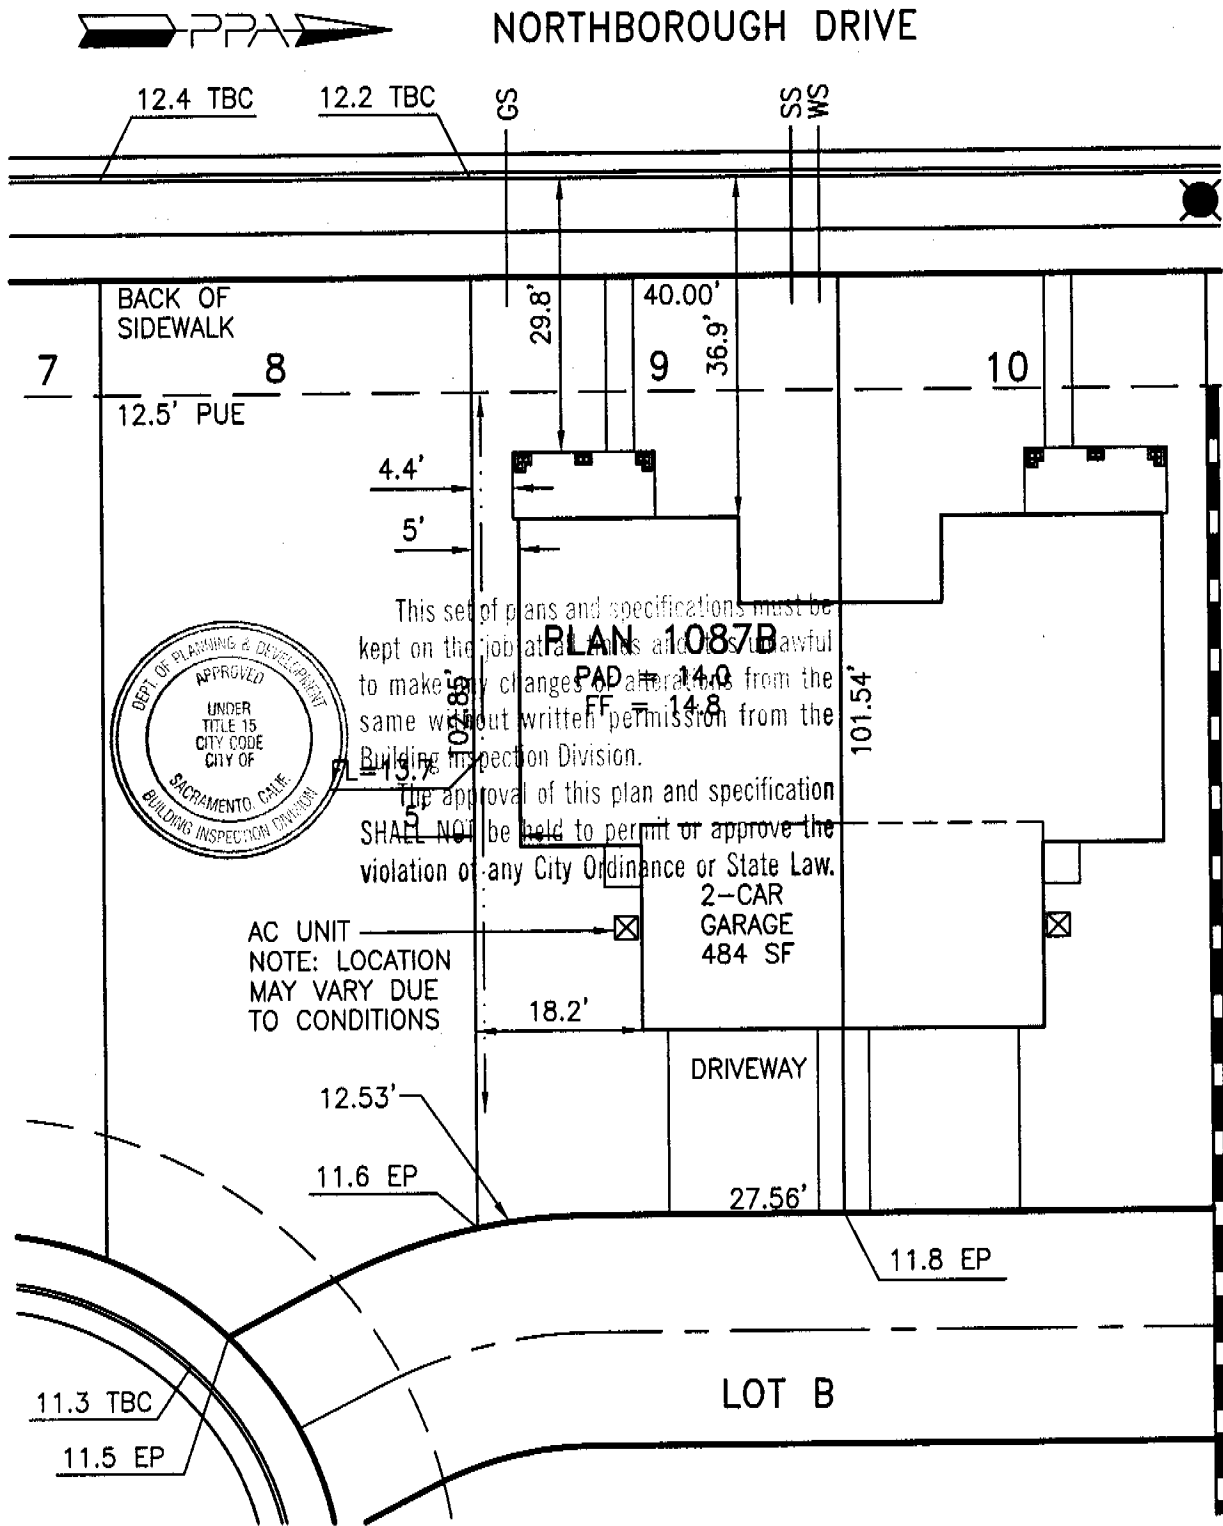 PPA
NORTHBOROUGH DRIVE
12.4 TBC
12.2 TBC
GS
SS
WS
BACK OF
SIDEWALK
29.8'
40.00'
36.9'
7
8
9
10
12.5' PUE
4.4'
5'
This set of plans and specifications must be
kept on the job at all times and it is unlawful
to make any changes or alterations from the
same without written permission from the
Building Inspection Division.
The approval of this plan and specification
SHALL NOT be held to permit or approve the
violation of any City Ordinance or State Law.
PLAN 1087B
PAD = 14.0
FF = 14.8
102.85'
101.54'
DEPT. OF PLANNING & DEVELOPMENT
APPROVED
UNDER
TITLE 15
CITY CODE
CITY OF
SACRAMENTO, CALIF.
BUILDING INSPECTION DIVISION
FL=13.7
5'
2-CAR
GARAGE
484 SF
AC UNIT
NOTE: LOCATION
MAY VARY DUE
TO CONDITIONS
18.2'
DRIVEWAY
12.53'
11.6 EP
27.56'
11.8 EP
11.3 TBC
LOT B
11.5 EP